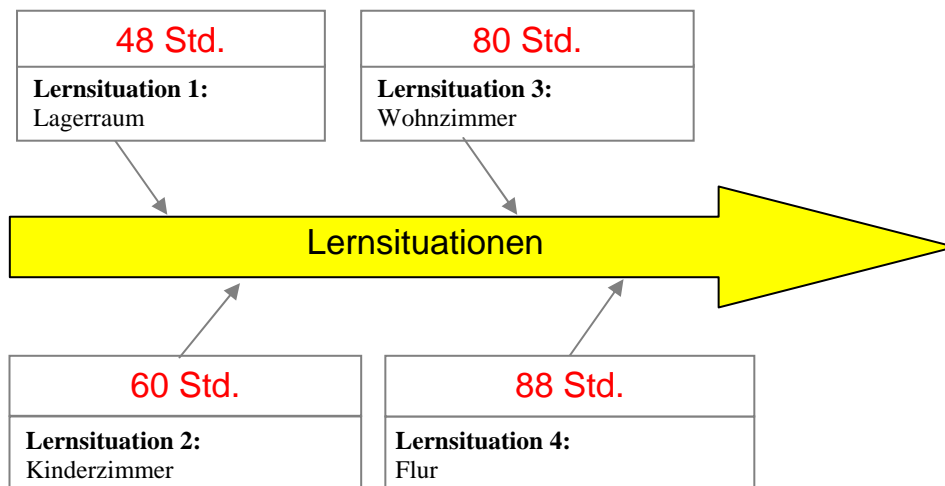 48 Std.
Lernsituation 1:
Lagerraum
80 Std.
Lernsituation 3:
Wohnzimmer
Lernsituationen
60 Std.
Lernsituation 2:
Kinderzimmer
88 Std.
Lernsituation 4:
Flur